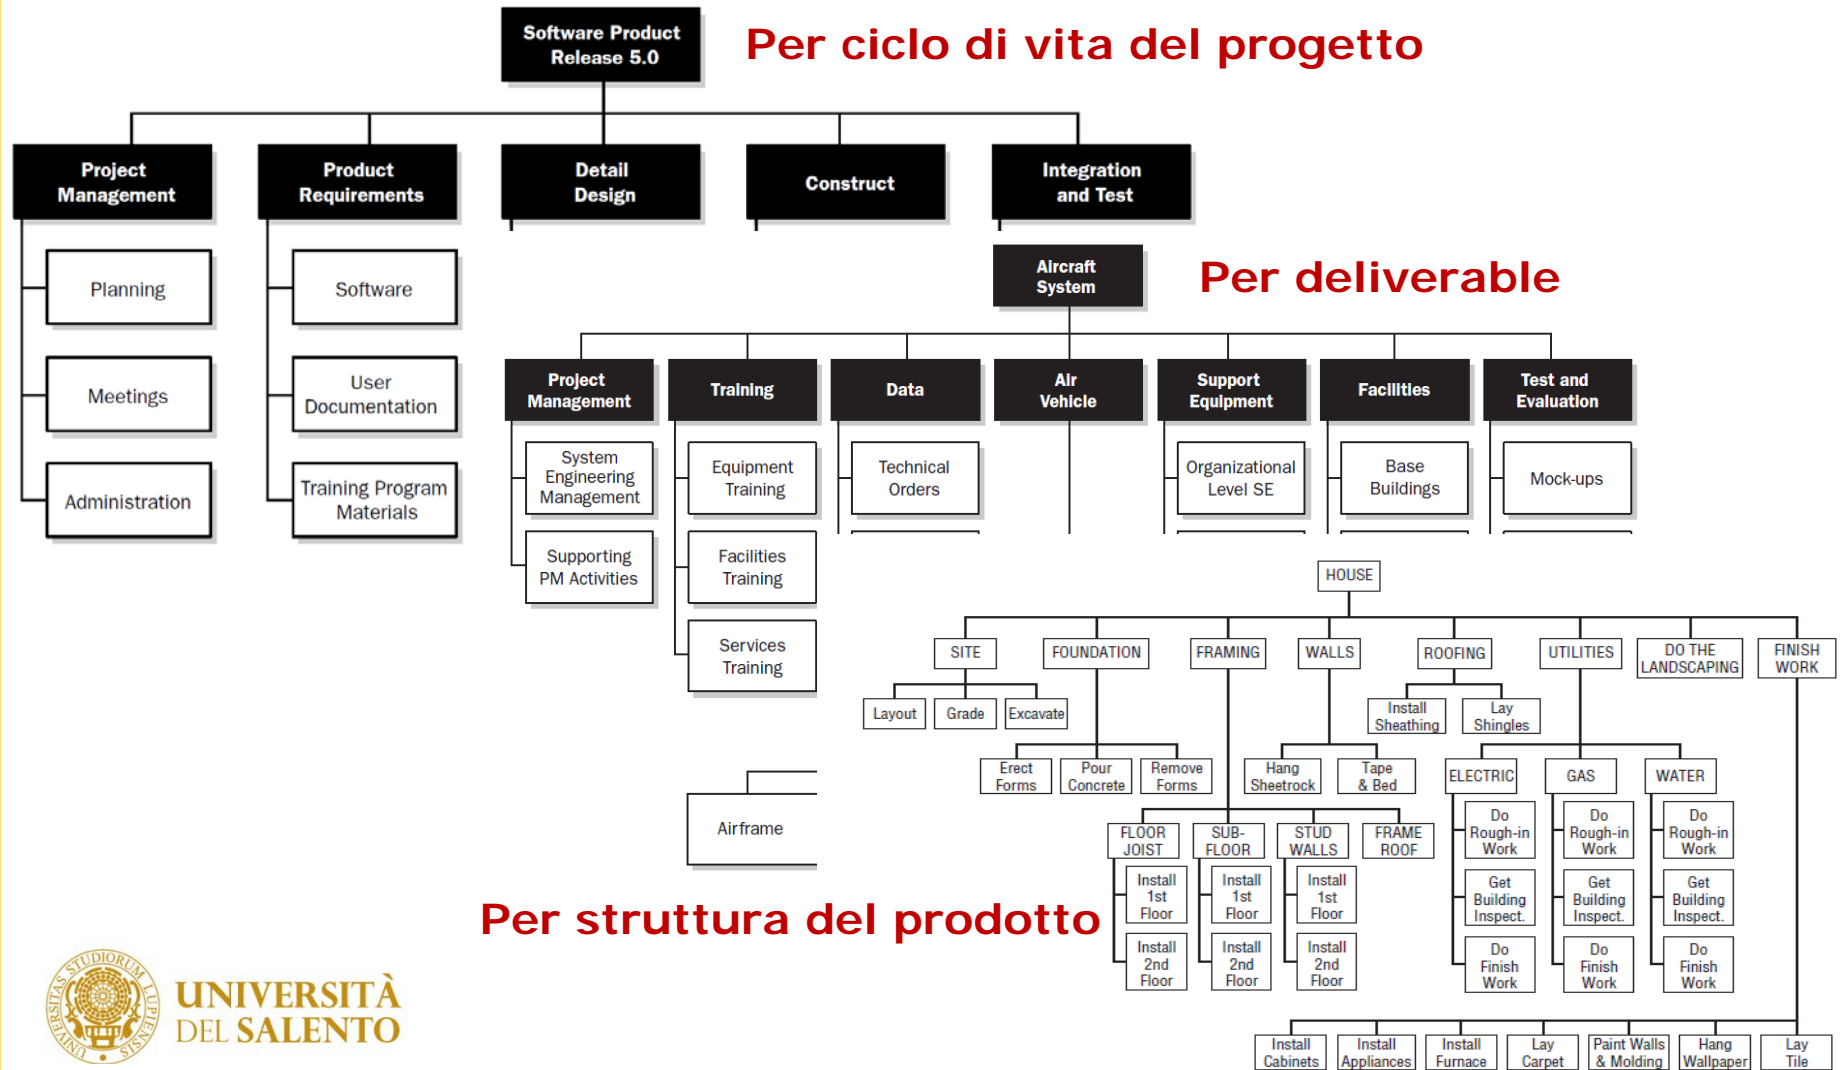 Software Product
Release 5.0
Per ciclo di vita del progetto
Project
Management
Product
Requirements
Detail
Design
Construct
Integration
and Test
Planning
Meetings
Administration
Software
User
Documentation
Training Program
Materials
Aircraft
System
Per deliverable
Project
Management
Training
Data
Air
Vehicle
Support
Equipment
Facilities
Test and
Evaluation
System
Engineering
Management
Supporting
PM Activities
Equipment
Training
Facilities
Training
Services
Training
Technical
Orders
Organizational
Level SE
Base
Buildings
Mock-ups
Airframe
Per struttura del prodotto
HOUSE
SITE
FOUNDATION
FRAMING
WALLS
ROOFING
UTILITIES
DO THE
LANDSCAPING
FINISH
WORK
Layout
Grade
Excavate
Install
Sheathing
Lay
Shingles
Erect
Forms
Pour
Concrete
Remove
Forms
Hang
Sheetrock
Tape
& Bed
ELECTRIC
GAS
WATER
FLOOR
JOIST
SUB-
FLOOR
STUD
WALLS
FRAME
ROOF
Install
1st
Floor
Install
2nd
Floor
Install
1st
Floor
Install
2nd
Floor
Install
1st
Floor
Install
2nd
Floor
Do
Rough-in
Work
Get
Building
Inspect.
Do
Finish
Work
Do
Rough-in
Work
Get
Building
Inspect.
Do
Finish
Work
Do
Rough-in
Work
Get
Building
Inspect.
Do
Finish
Work
Install
Cabinets
Install
Appliances
Install
Furnace
Lay
Carpet
Paint Walls
& Molding
Hang
Wallpaper
Lay
Tile
UNIVERSITAS STUDIORUM LUPIENSIS
UNIVERSITÀ
DEL SALENTO